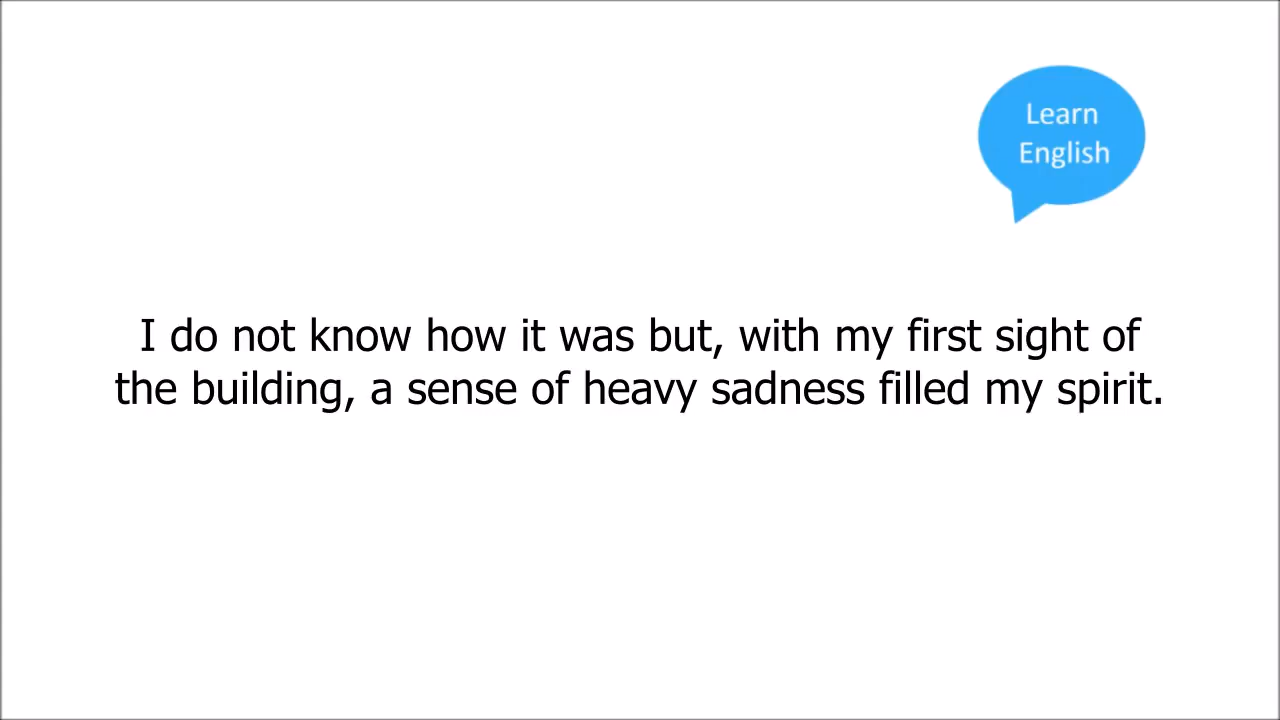 Learn
English
I do not know how it was but, with my first sight of
the building, a sense of heavy sadness filled my spirit.